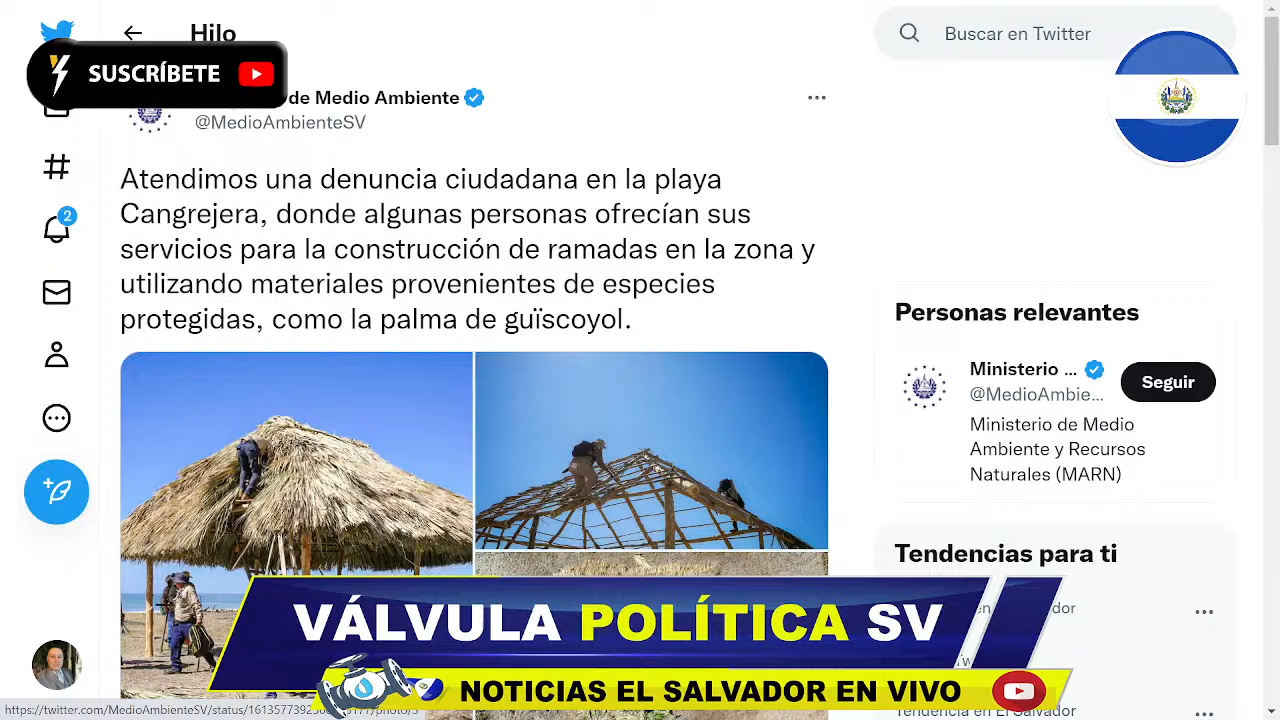 Hilo
Buscar en Twitter
SUSCRÍBETE
de Medio Ambiente
@MedioAmbienteSV
2
Atendimos una denuncia ciudadana en la playa
Cangrejera, donde algunas personas ofrecían sus
servicios para la construcción de ramadas en la zona y
utilizando materiales provenientes de especies
protegidas, como la palma de guïscoyol.
Personas relevantes
Ministerio ...
@MedioAmbie...
Seguir
Ministerio de Medio
Ambiente y Recursos
Naturales (MARN)
Tendencias para ti
VÁLVULA POLÍTICA SV
NOTICIAS EL SALVADOR EN VIVO
Tendencia en El Salvador